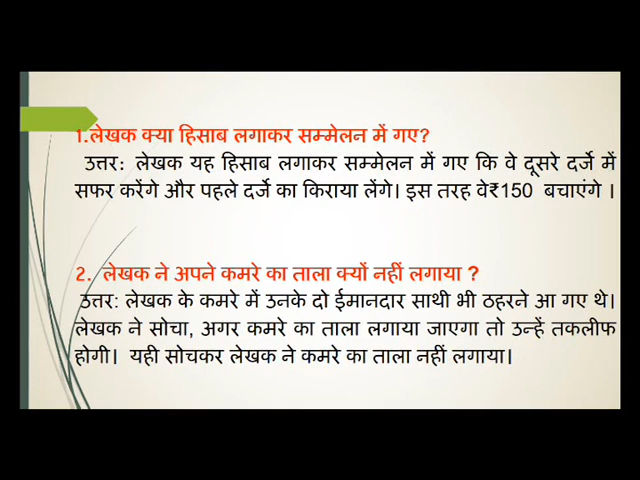 1.लेखक क्या हिसाब लगाकर सम्मेलन में गए?
उत्तर: लेखक यह हिसाब लगाकर सम्मेलन में गए कि वे दूसरे दर्जे में
सफर करेंगे और पहले दर्जे का किराया लेंगे। इस तरह वे₹150 बचाएंगे ।
2. लेखक ने अपने कमरे का ताला क्यों नहीं लगाया ?
उतर: लेखक के कमरे में उनके दो ईमानदार साथी भी ठहरने आ गए थे।
लेखक ने सोचा, अगर कमरे का ताला लगाया जाएगा तो उन्हें तकलीफ
होगी। यही सोचकर लेखक ने कमरे का ताला नहीं लगाया।